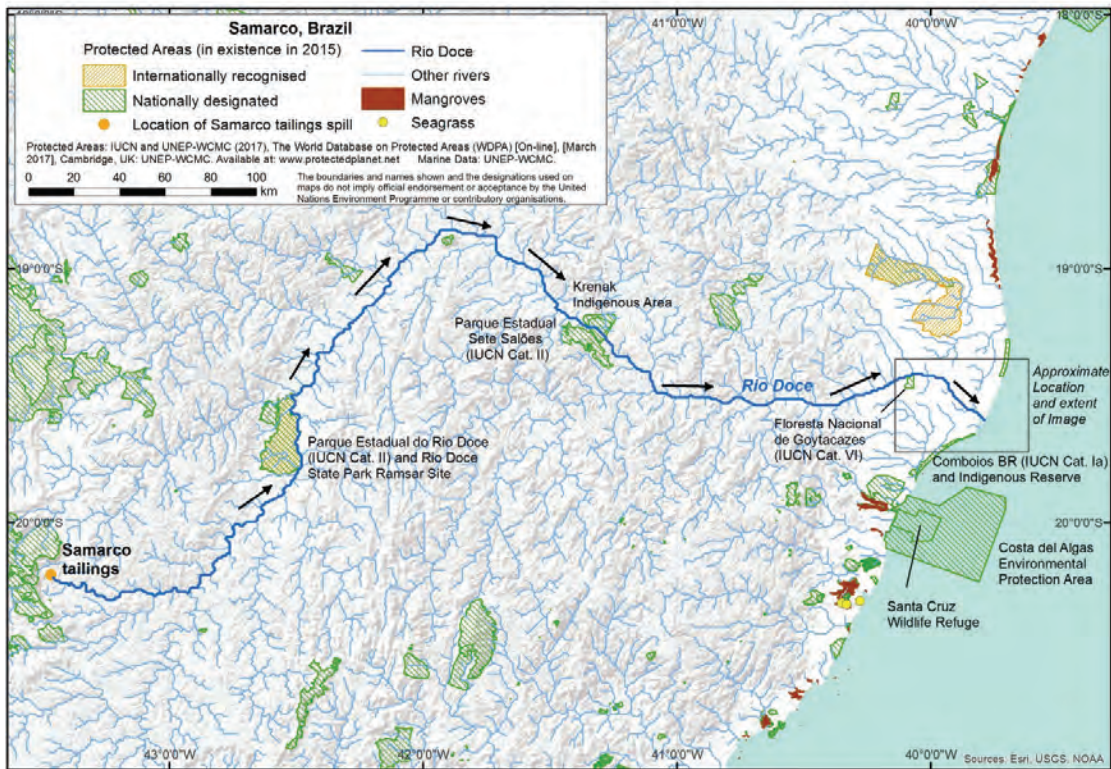 Samarco, Brazil
Protected Areas (in existence in 2015)
Internationally recognised
Nationally designated
Location of Samarco tailings spill
Rio Doce
Other rivers
Mangroves
Seagrass
Protected Areas: IUCN and UNEP-WCMC (2017), The World Database on Protected Areas (WDPA) [On-line], [March
2017], Cambridge, UK: UNEP-WCMC. Available at: www.protectedplanet.net Marine Data: UNEP-WCMC.
0 20 40 60 80 100
km
The boundaries and names shown and the designations used on
maps do not imply official endorsement or acceptance by the United
Nations Environment Programme or contributory organisations.
41°0'0"W
40°0'0"W
18°0'0"S
19°0'0"S
19°0'0"S
Krenak
Indigenous Area
Parque Estadual
Sete Salões
(IUCN Cat. II)
Rio Doce
Approximate
Location
and extent
of Image
Floresta Nacional
de Goytacazes
(IUCN Cat. VI)
Parque Estadual do Rio Doce
(IUCN Cat. II) and Rio Doce
State Park Ramsar Site
Comboios BR (IUCN Cat. Ia)
and Indigenous Reserve
20°0'0"S
20°0'0"S
Samarco
tailings
Costa del Algas
Environmental
Protection Area
Santa Cruz
Wildlife Refuge
43°0'0"W
42°0'0"W
41°0'0"W
40°0'0"W
Sources: Esri, USGS, NOAA